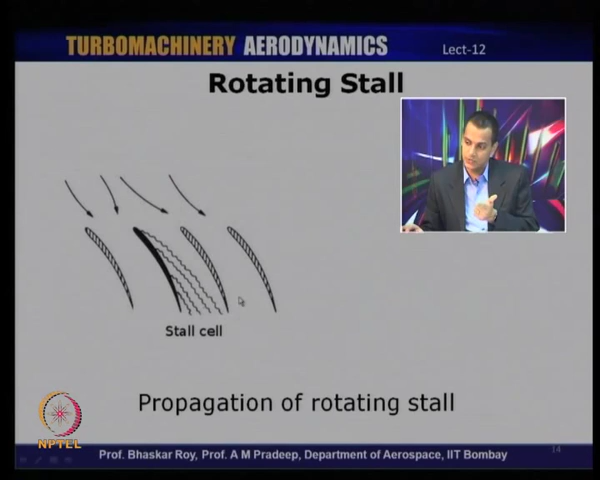 TURBOMACHINERY AERODYNAMICS
Lect-12
Rotating Stall
Stall cell
Propagation of rotating stall
NPTEL
Prof. Bhaskar Roy, Prof. A M Pradeep, Department of Aerospace, IIT Bombay
14